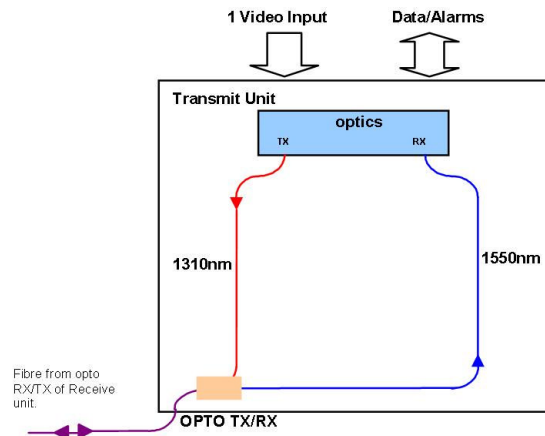 1 Video Input
Data/Alarms
Transmit Unit
optics
TX
RX
1310nm
1550nm
Fibre from opto
RX/TX of Receive
unit.
OPTO TX/RX